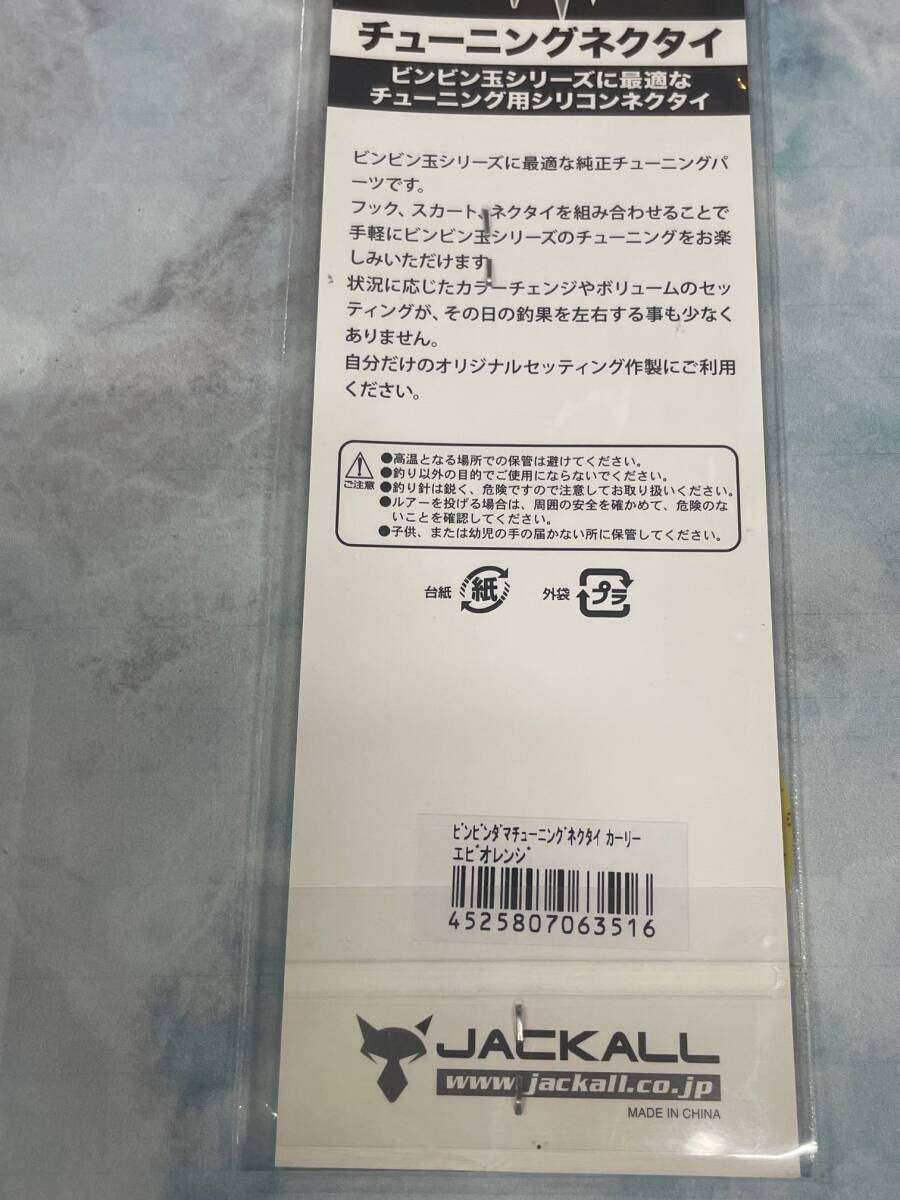 チューニングネクタイ
ビンビン玉シリーズに最適な
チューニング用シリコンネクタイ
ビンビン玉シリーズに最適な純正チューニングパ
ーツです。
フック、スカート、ネクタイを組み合わせることで
手軽にビンビン玉シリーズのチューニングをお楽
しみいただけます。
状況に応じたカラーチェンジやボリュームのセッ
ティングが、その日の釣果を左右する事も少なく
ありません。
自分だけのオリジナルセッティング作製にご利用
ください。
ご注意
●高温となる場所での保管は避けてください。
●釣り以外の目的でご使用にならないでください。
●釣り針は鋭く、危険ですので注意してお取り扱いください。
●ルアーを投げる場合は、周囲の安全を確かめて、危険のな
いことを確認してください。
●子供、または幼児の手の届かない所に保管してください。
台紙 紙 外袋 プラ
ﾋﾞﾝﾋﾞﾝﾀﾞﾏﾁｭｰﾆﾝｸﾞﾈｸﾀｲ ｶｰﾘｰ
ｴﾋﾞｵﾚﾝｼﾞ
4525807063516
JACKALL
www.jackall.co.jp
MADE IN CHINA